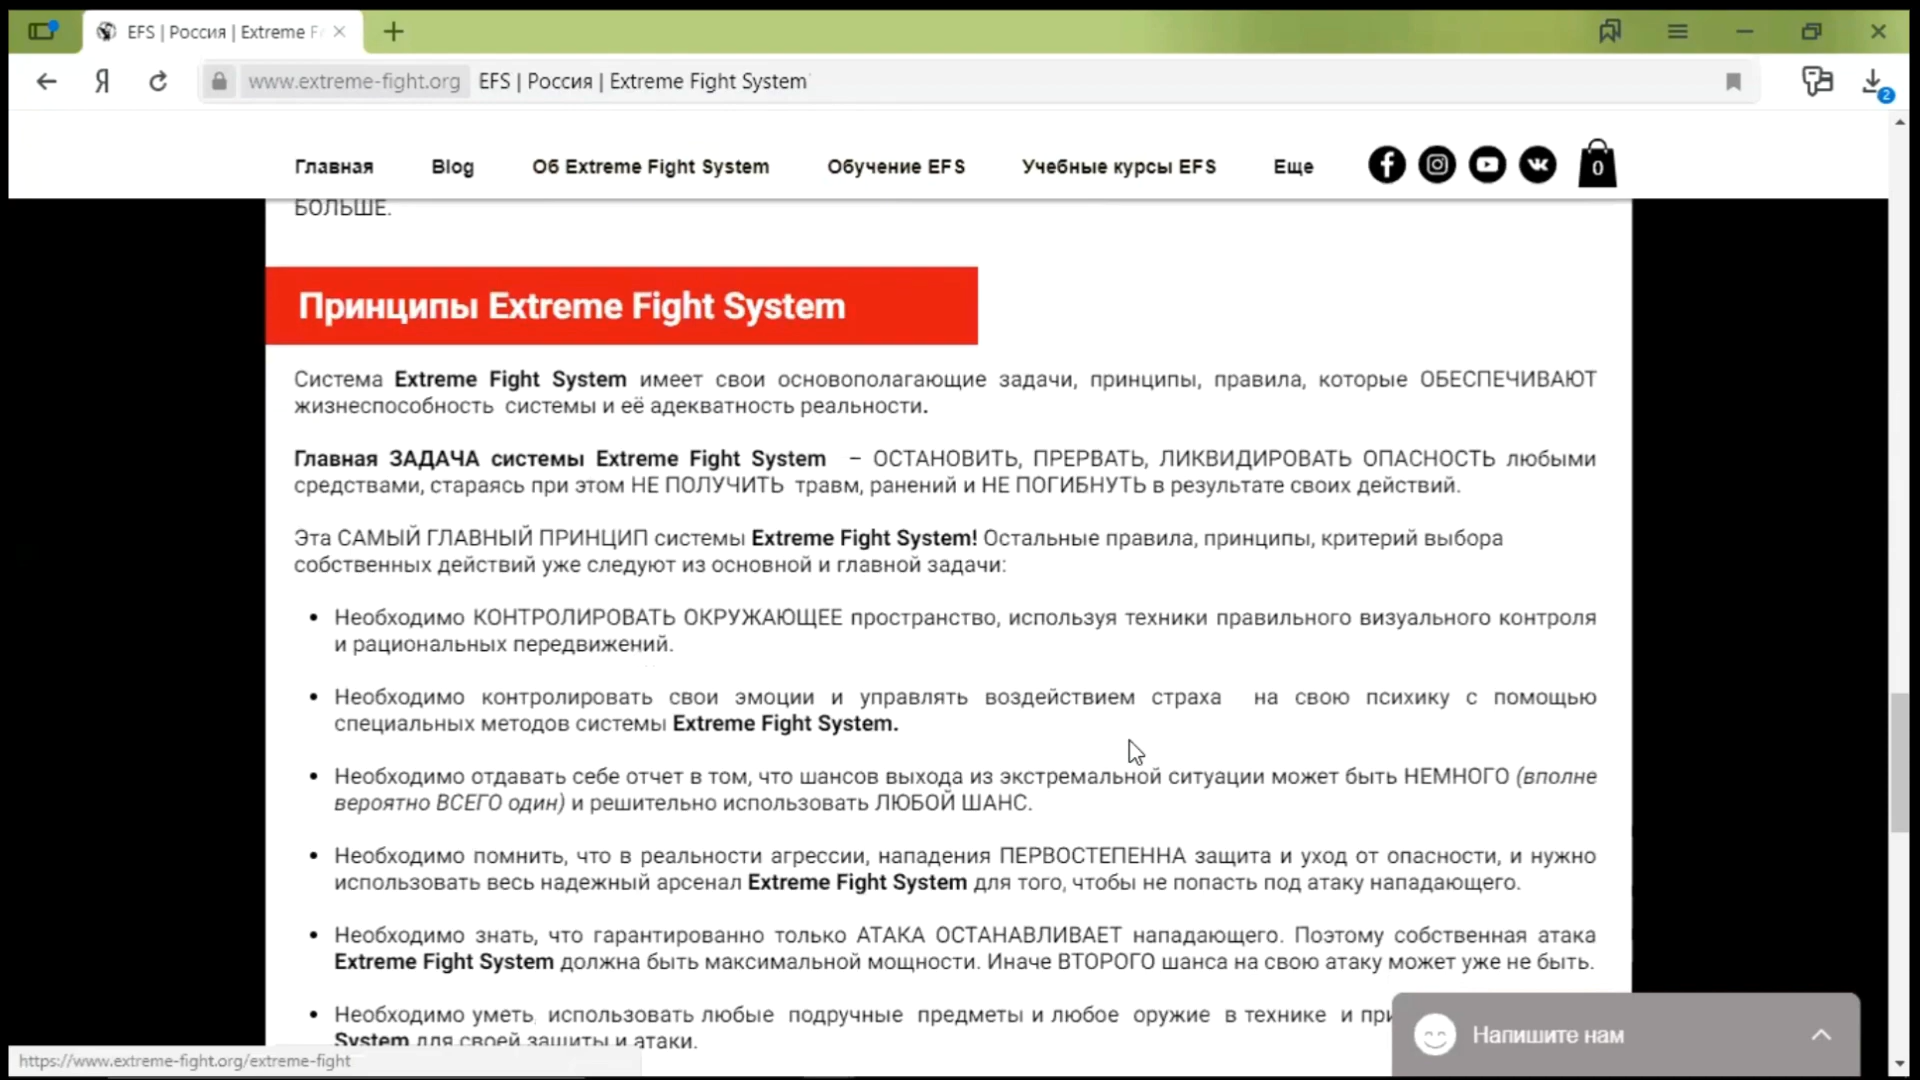 EFS | Россия | Extreme F
www.extreme-fight.org EFS | Россия | Extreme Fight System
2
Главная Blog Об Extreme Fight System Обучение EFS Учебные курсы EFS Еще 0
БОЛЬШЕ.
Принципы Extreme Fight System
Система Extreme Fight System имеет свои основополагающие задачи, принципы, правила, которые ОБЕСПЕЧИВАЮТ
жизнеспособность системы и её адекватность реальности.
Главная ЗАДАЧА системы Extreme Fight System – ОСТАНОВИТЬ, ПРЕРВАТЬ, ЛИКВИДИРОВАТЬ ОПАСНОСТЬ любыми
средствами, стараясь при этом НЕ ПОЛУЧИТЬ травм, ранений и НЕ ПОГИБНУТЬ в результате своих действий.
Эта САМЫЙ ГЛАВНЫЙ ПРИНЦИП системы Extreme Fight System! Остальные правила, принципы, критерий выбора
собственных действий уже следуют из основной и главной задачи:
• Необходимо КОНТРОЛИРОВАТЬ ОКРУЖАЮЩЕЕ пространство, используя техники правильного визуального контроля
и рациональных передвижений.
• Необходимо контролировать свои эмоции и управлять воздействием страха на свою психику с помощью
специальных методов системы Extreme Fight System.
• Необходимо отдавать себе отчет в том, что шансов выхода из экстремальной ситуации может быть НЕМНОГО (вполне
вероятно ВСЕГО один) и решительно использовать ЛЮБОЙ ШАНС.
• Необходимо помнить, что в реальности агрессии, нападения ПЕРВОСТЕПЕННА защита и уход от опасности, и нужно
использовать весь надежный арсенал Extreme Fight System для того, чтобы не попасть под атаку нападающего.
• Необходимо знать, что гарантированно только АТАКА ОСТАНАВЛИВАЕТ нападающего. Поэтому собственная атака
Extreme Fight System должна быть максимальной мощности. Иначе ВТОРОГО шанса на свою атаку может уже не быть.
• Необходимо уметь, использовать любые подручные предметы и любое оружие в технике и при
System для своей защиты и атаки.
Напишите нам
https://www.extreme-fight.org/extreme-fight